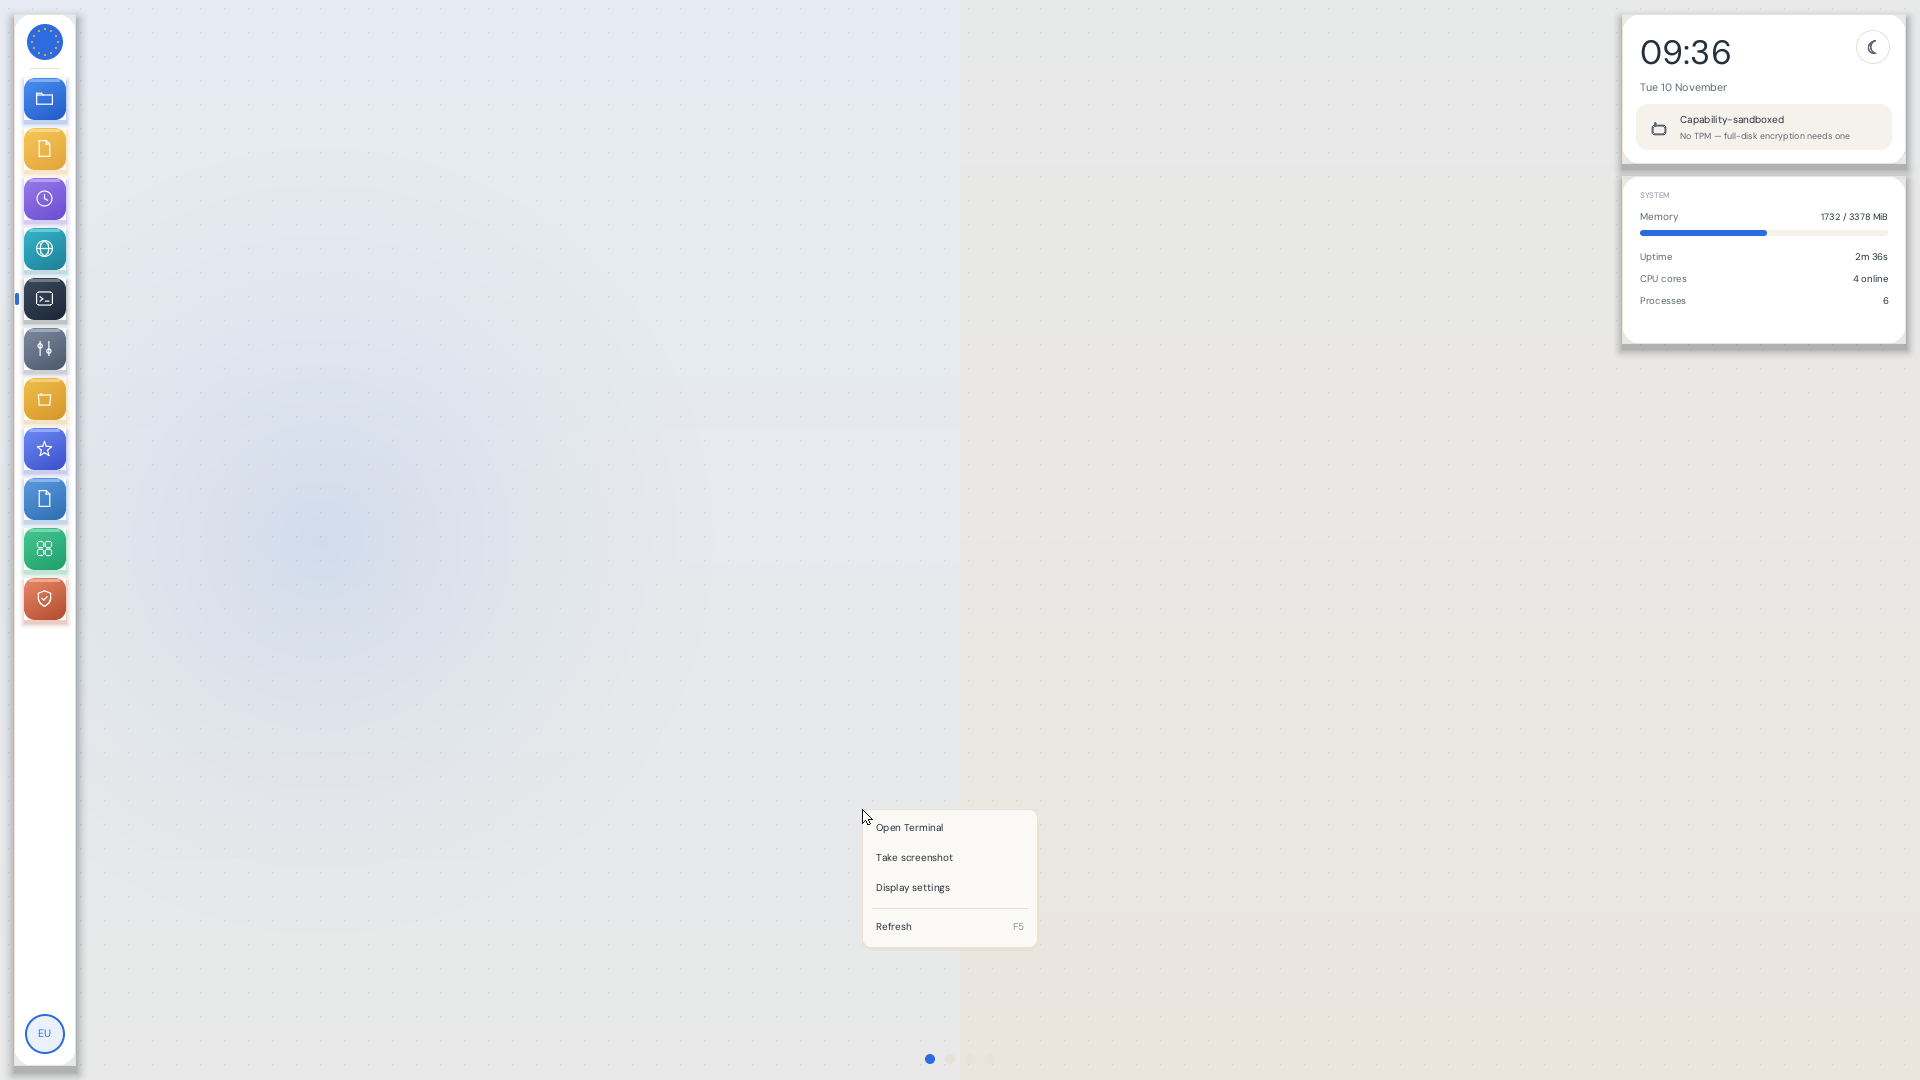 09:36
Tue 10 November
Capability-sandboxed
No TPM — full-disk encryption needs one
SYSTEM
Memory 1732 / 3378 MiB
Uptime 2m 36s
CPU cores 4 online
Processes 6
Open Terminal
Take screenshot
Display settings
Refresh F5
EU